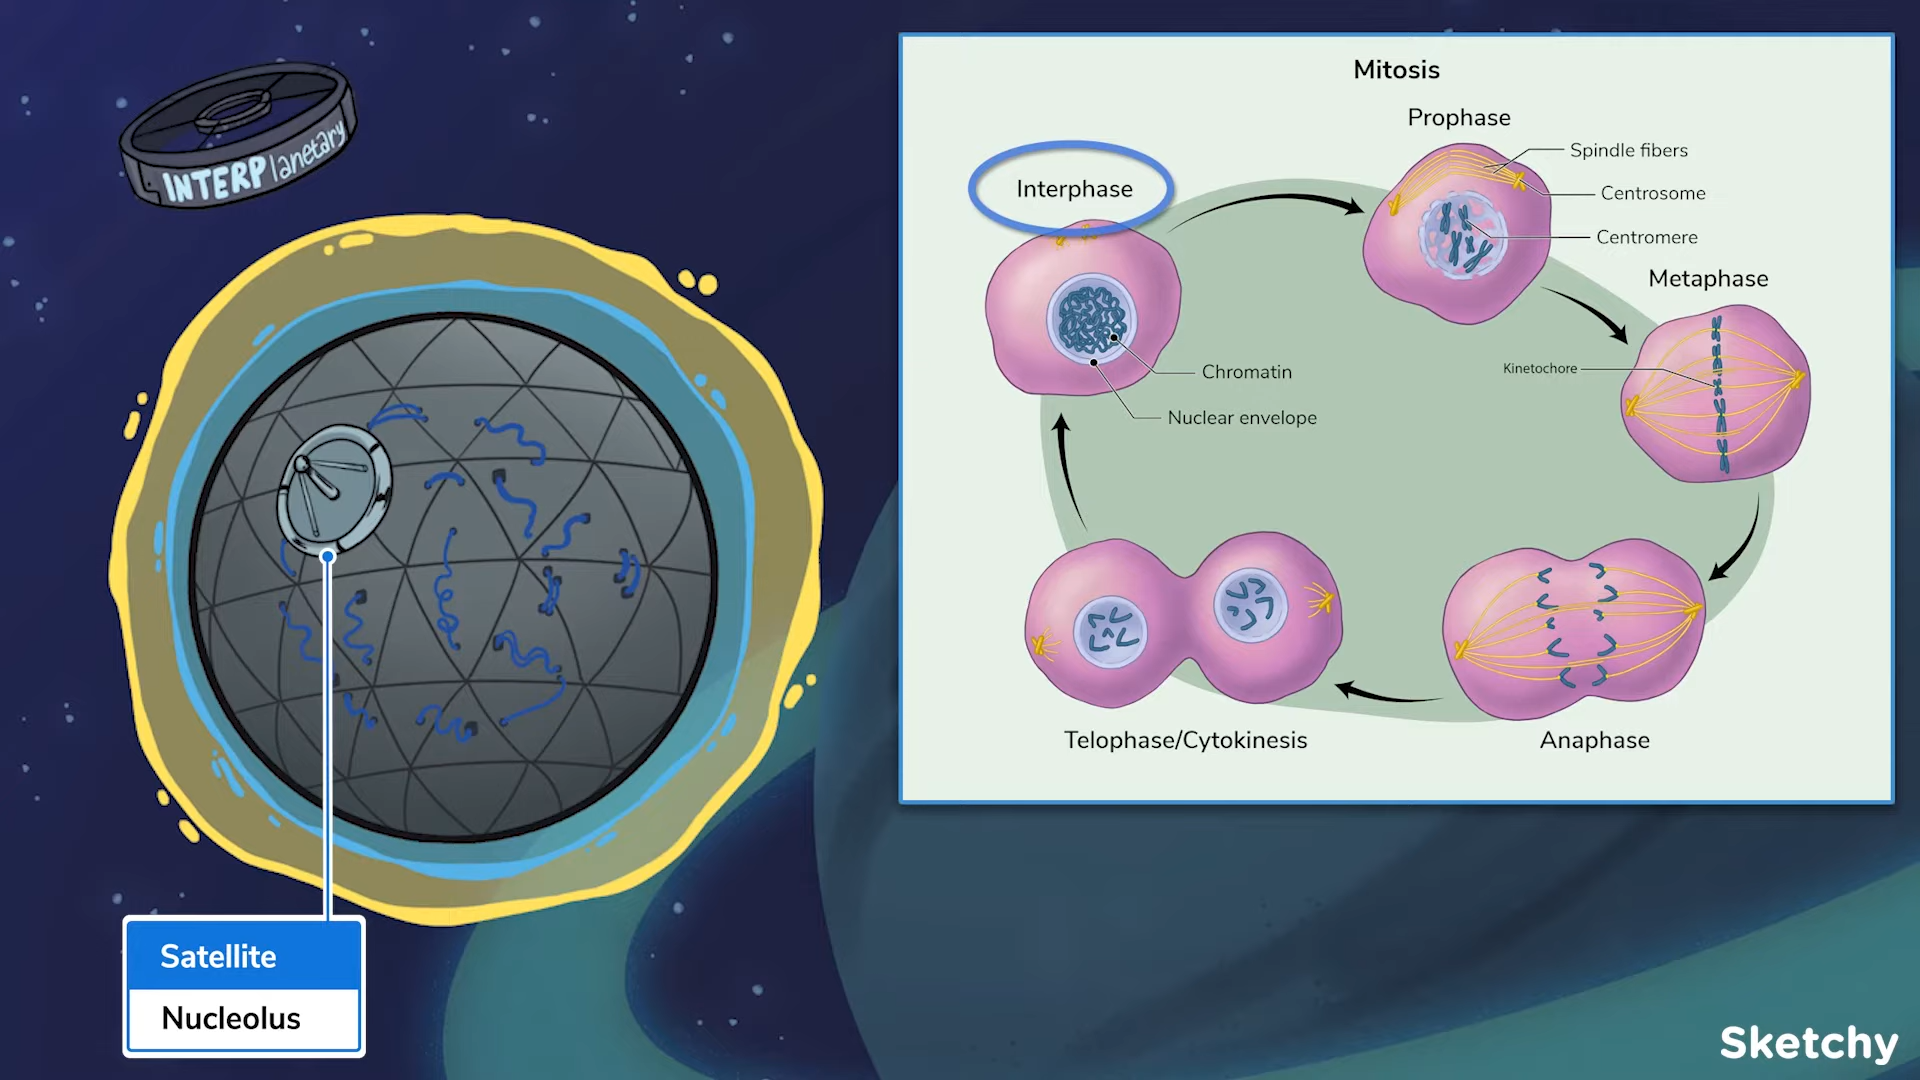 INTERPlanetary
Satellite
Nucleolus
Mitosis
Prophase
Spindle fibers
Centrosome
Centromere
Interphase
Metaphase
Kinetochore
Chromatin
Nuclear envelope
Telophase/Cytokinesis
Anaphase
Sketchy